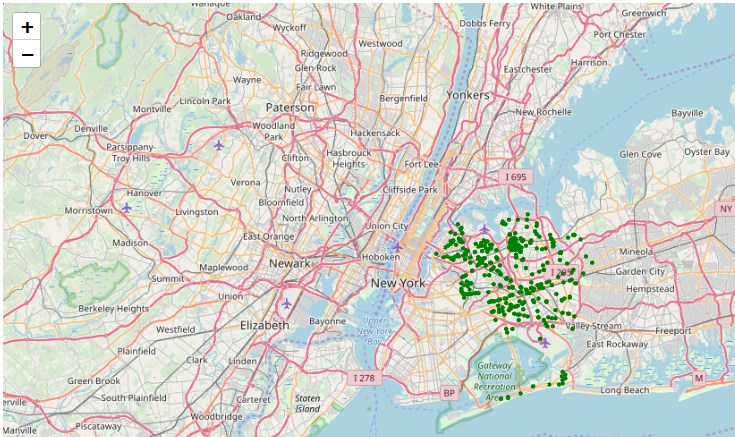 Wanaque
Oakland
Wyckoff
Dobbs Ferry
White Plains
Greenwich
Port Chester
Westwood
Ridgewood
Glen Rock
Eastchester
Harrison
Wayne
Fair Lawn
Yonkers
Lincoln Park
Bergenfield
Paterson
Montville
New Rochelle
Bayville
Woodland
Park
Hackensack
Dover
Denville
Parsippany-
Troy Hills
Clifton
Hasbrouck
Heights
Fort Lee
Glen Cove
Oyster Bay
I 695
Verona
Nutley
Cliffside Park
Hanover
Bloomfield
Morristown
Livingston
North Arlington
Union City
NY
Madison
East Orange
Mineola
Hoboken
Maplewood
Newark
Garden City
I 295
Summit
Union
New York
Hempstead
Berkeley Heights
Elizabeth
Bayonne
Upper
New York
Bay
Valley Stream
Freeport
Westfield
East Rockaway
Plainfield
Clark
Linden
Green Brook
I 278
Gateway
National
Recreation
Area
M
BP
Long Beach
South Plainfield
Carteret
Staten
Island
Woodbridge
Manville
Piscataway
+
−